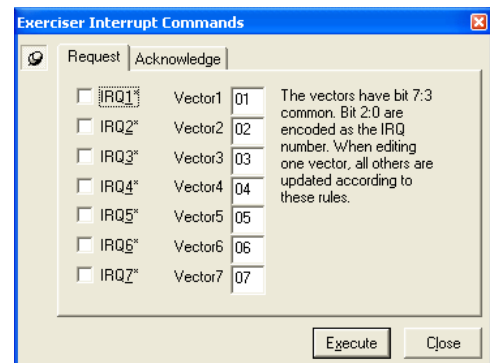 Exerciser Interrupt Commands
Request Acknowledge
IRQ1* Vector1 01
IRQ2* Vector2 02
IRQ3* Vector3 03
IRQ4* Vector4 04
IRQ5* Vector5 05
IRQ6* Vector6 06
IRQ7* Vector7 07
The vectors have bit 7:3
common. Bit 2:0 are
encoded as the IRQ
number. When editing
one vector, all others are
updated according to
these rules.
Execute Close